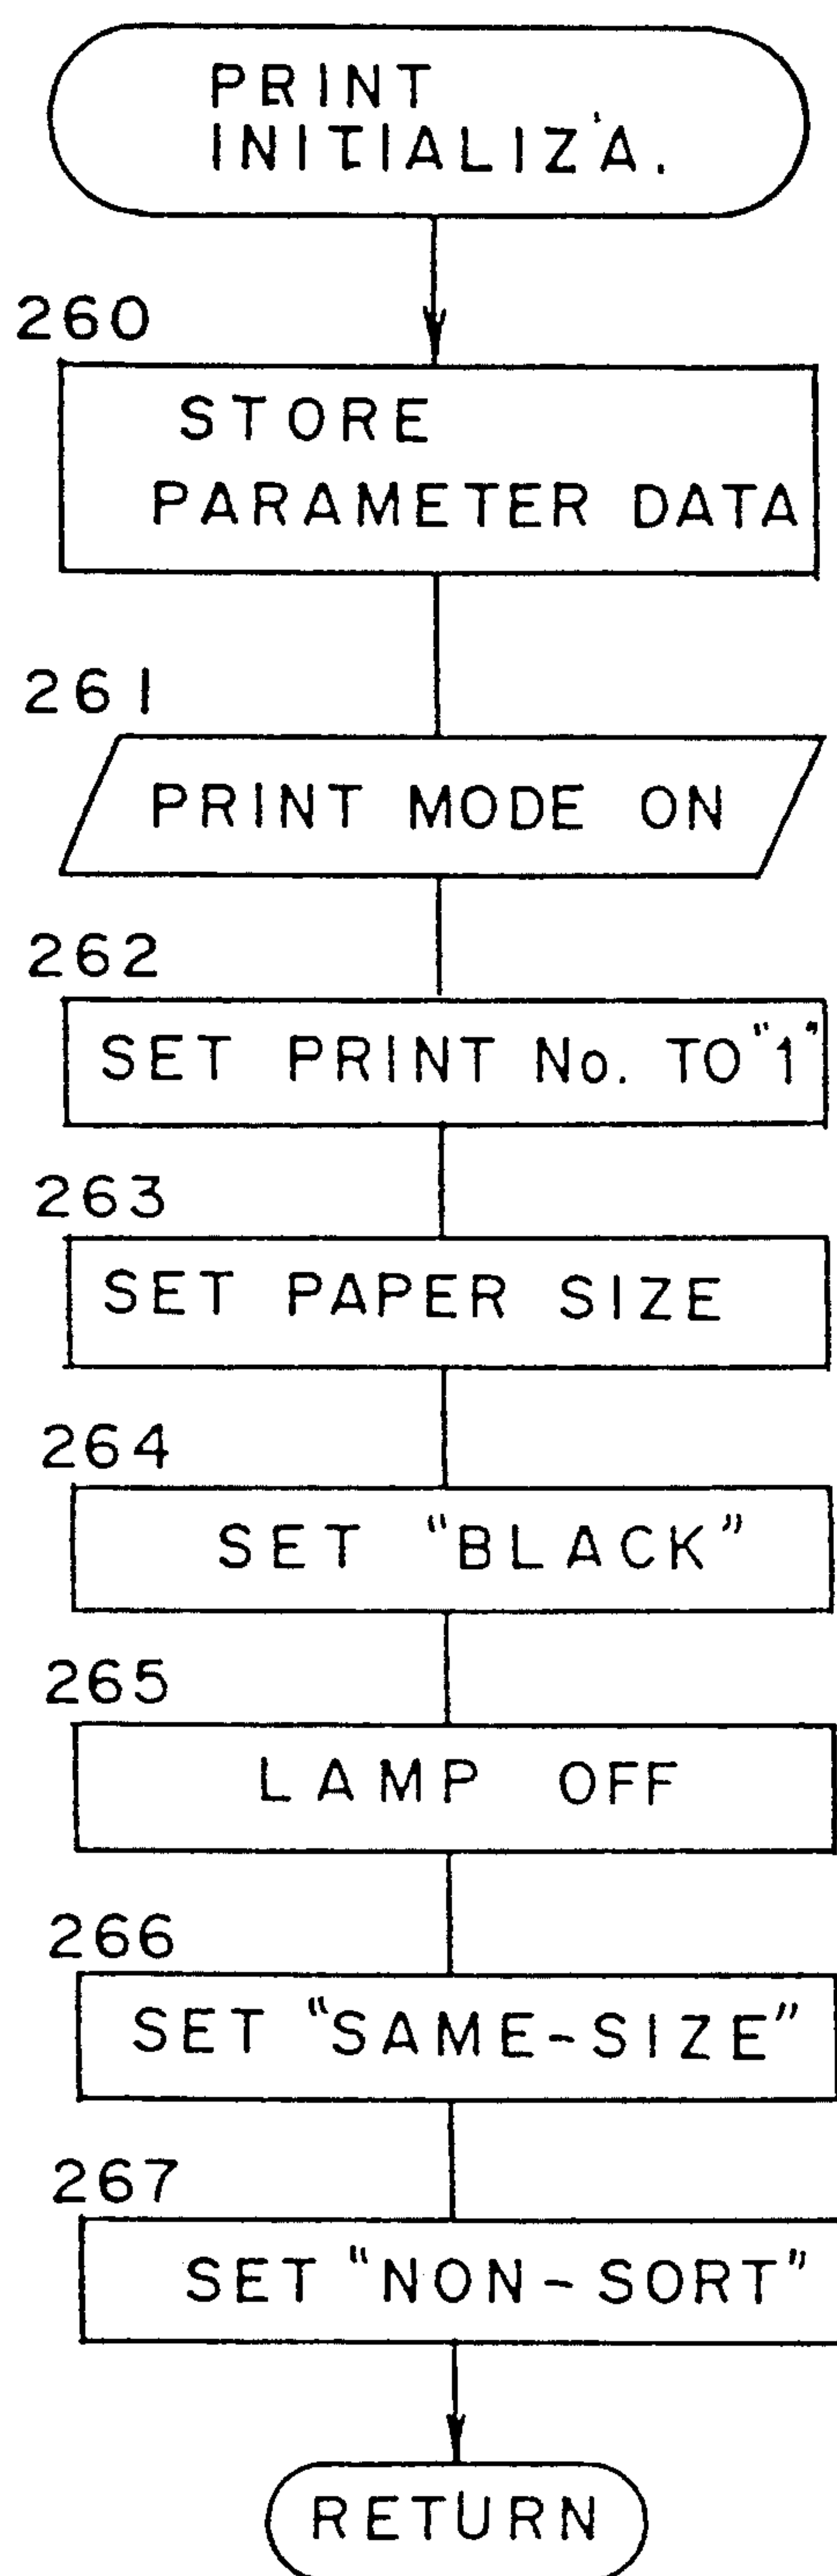 PRINT
INITIALIZ'A.
260
STORE
PARAMETER DATA
261
PRINT MODE ON
262
SET PRINT No. TO "1"
263
SET PAPER SIZE
264
SET "BLACK"
265
LAMP OFF
266
SET "SAME-SIZE"
267
SET "NON-SORT"
RETURN